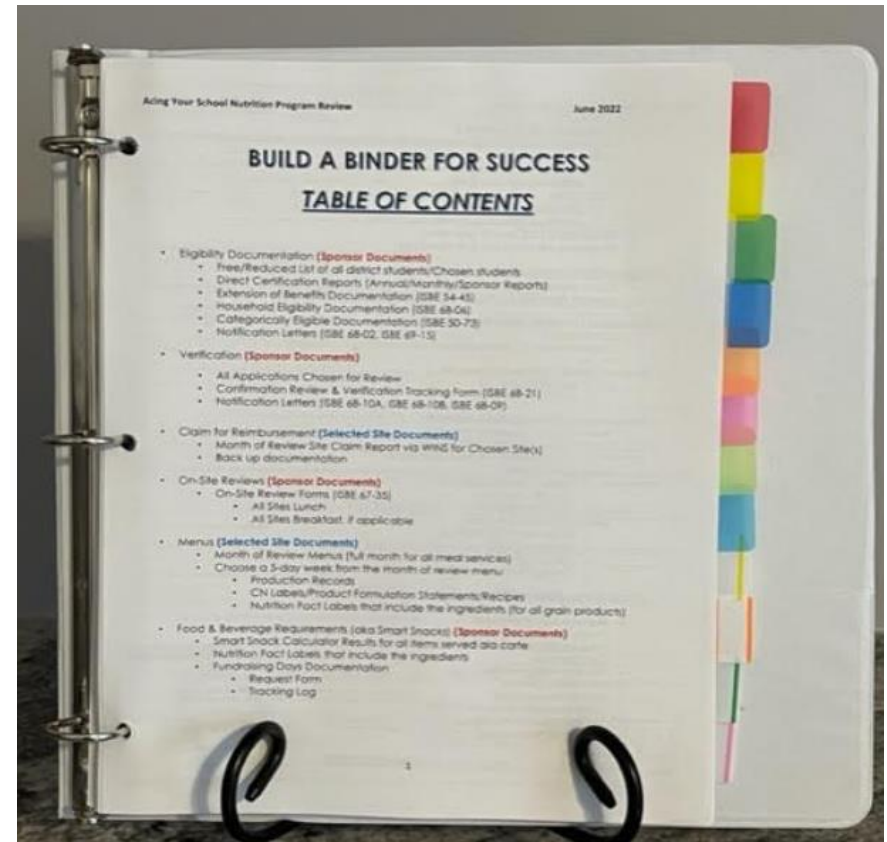 Acing Your School Nutrition Program Review June 2022
BUILD A BINDER FOR SUCCESS
TABLE OF CONTENTS
• Eligibility Documentation (Sponsor Documents)
• Free/Reduced List of all district students/Chosen students
• Direct Certification Reports (Annual/Monthly/Sponsor Reports)
• Extension of Benefits Documentation (ISBE 54-45)
• Household Eligibility Documentation (ISBE 68-06)
• Categorically Eligible Documentation (ISBE 50-73)
• Notification Letters (ISBE 68-02, ISBE 69-15)
• Verification (Sponsor Documents)
• All Applications Chosen for Review
• Confirmation Review & Verification Tracking Form (ISBE 68-21)
• Notification Letters (ISBE 68-10A, ISBE 68-10B, ISBE 68-09)
• Claim for Reimbursement (Selected Site Documents)
• Month of Review Site Claim Report via WINS for Chosen Site(s)
• Back up documentation
• On-Site Reviews (Sponsor Documents)
• On-Site Review Forms (ISBE 67-35)
• All Sites Lunch
• All Sites Breakfast, if applicable
• Menus (Selected Site Documents)
• Month of Review Menus (full month for all meal services)
• Choose a 5-day week from the month of review menu
• Production Records
• CN Labels/Product Formulation Statements/Recipes
• Nutrition Fact Labels that include the ingredients (for all grain products)
• Food & Beverage Requirements (aka Smart Snacks) (Sponsor Documents)
• Smart Snack Calculator Results for all items served ala carte
• Nutrition Fact Labels that include the ingredients
• Fundraising Days Documentation
• Request Form
• Tracking Log
1